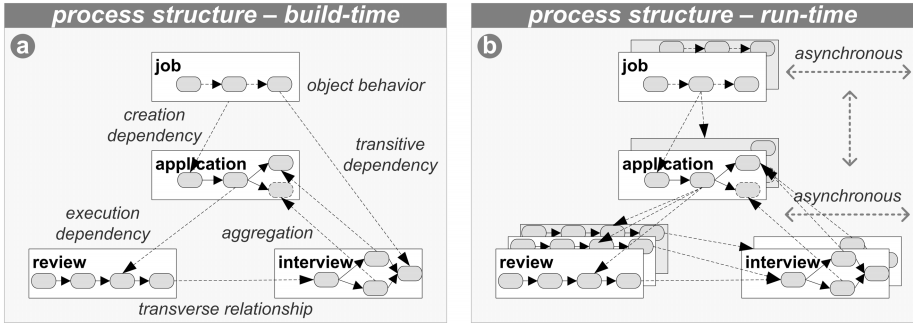 process structure – build-time
a
job
object behavior
creation
dependency
transitive
dependency
application
execution
dependency
aggregation
review
interview
transverse relationship
process structure – run-time
b
job
asynchronous
application
asynchronous
review
interview